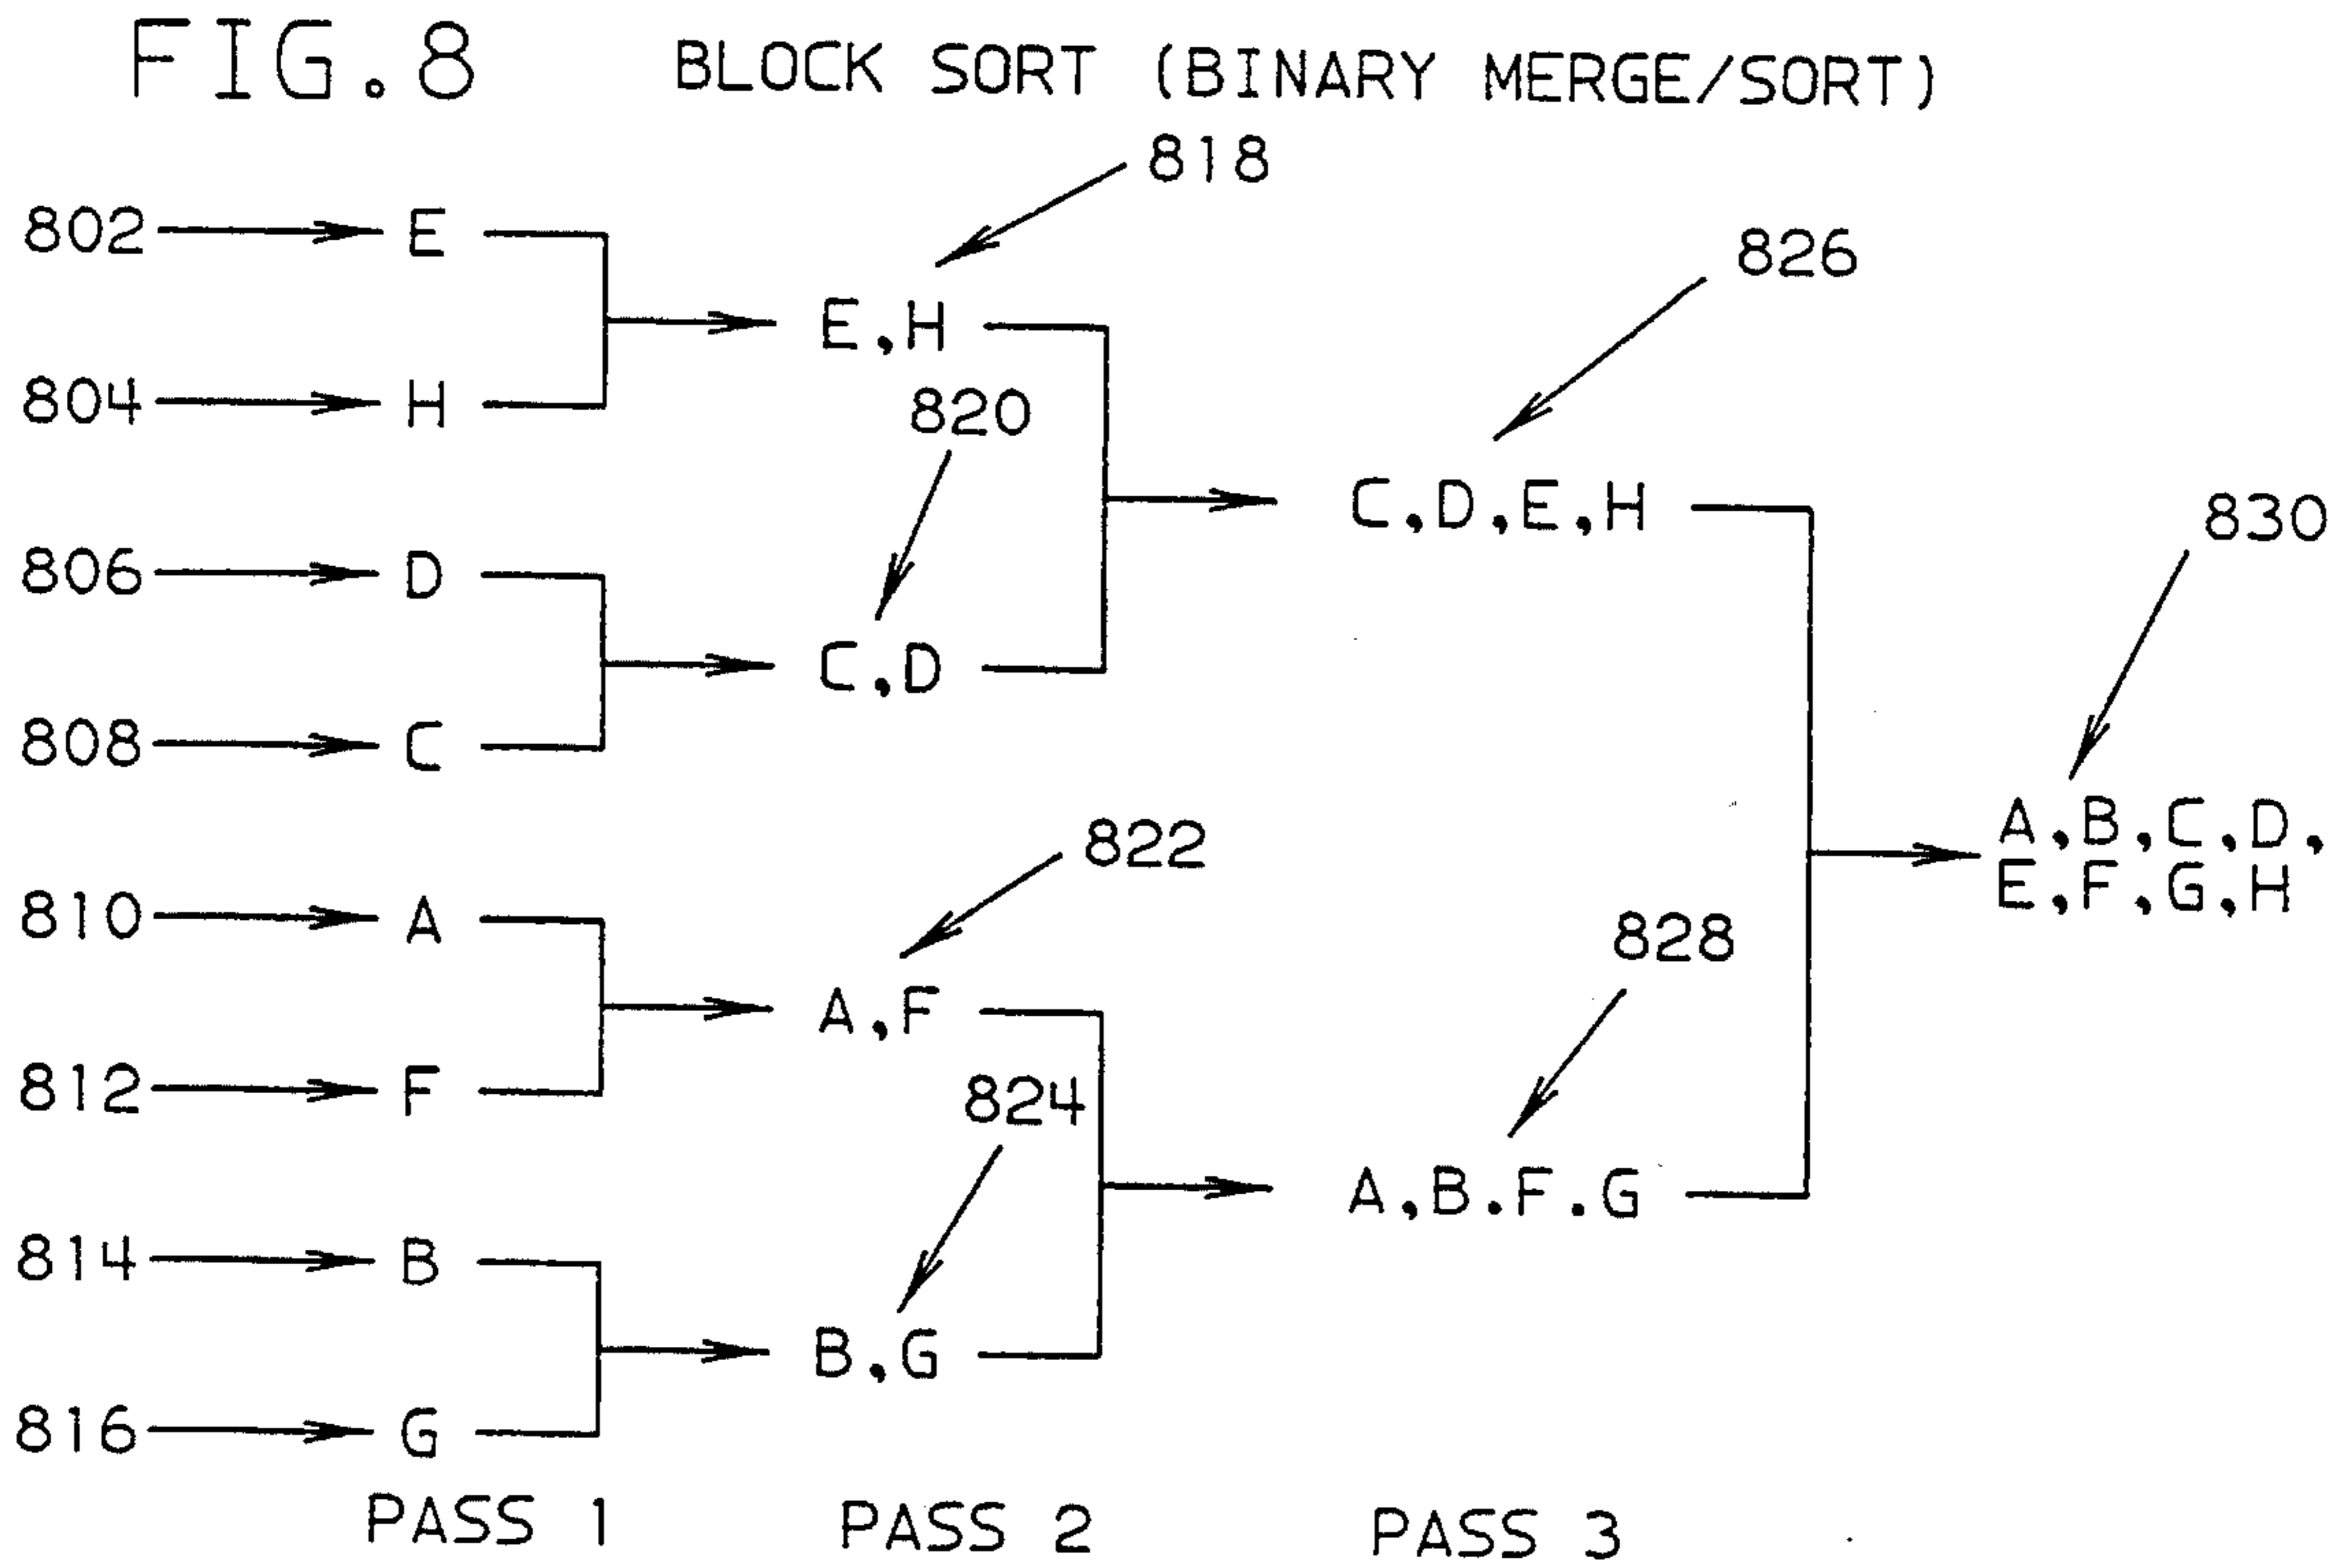 FIG.8 BLOCK SORT (BINARY MERGE/SORT)
818
802 E
826
E,H
804 H
820
C,D,E,H
830
806 D
C,D
808 C
822
A,B,C,D,
E,F,G,H
810 A
828
A,F
812 F
824
A,B.F.G
814 B
B,G
816 G
PASS 1 PASS 2 PASS 3